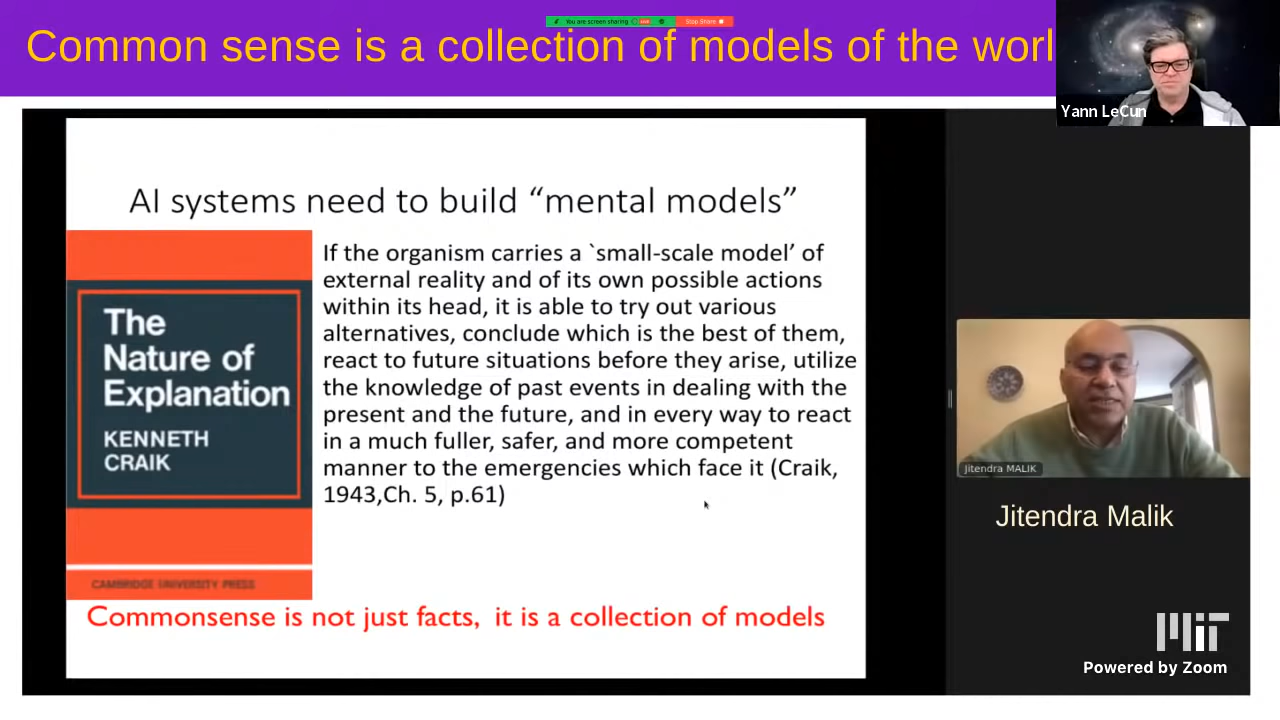 You are screen sharing
Stop Share
Common sense is a collection of models of the worl
Yann LeCun
AI systems need to build “mental models”
The
Nature of
Explanation
KENNETH
CRAIK
CAMBRIDGE UNIVERSITY PRESS
If the organism carries a `small-scale model’ of
external reality and of its own possible actions
within its head, it is able to try out various
alternatives, conclude which is the best of them,
react to future situations before they arise, utilize
the knowledge of past events in dealing with the
present and the future, and in every way to react
in a much fuller, safer, and more competent
manner to the emergencies which face it (Craik,
1943,Ch. 5, p.61)
Commonsense is not just facts, it is a collection of models
Jitendra MALIK
Jitendra Malik
MIT
Powered by Zoom